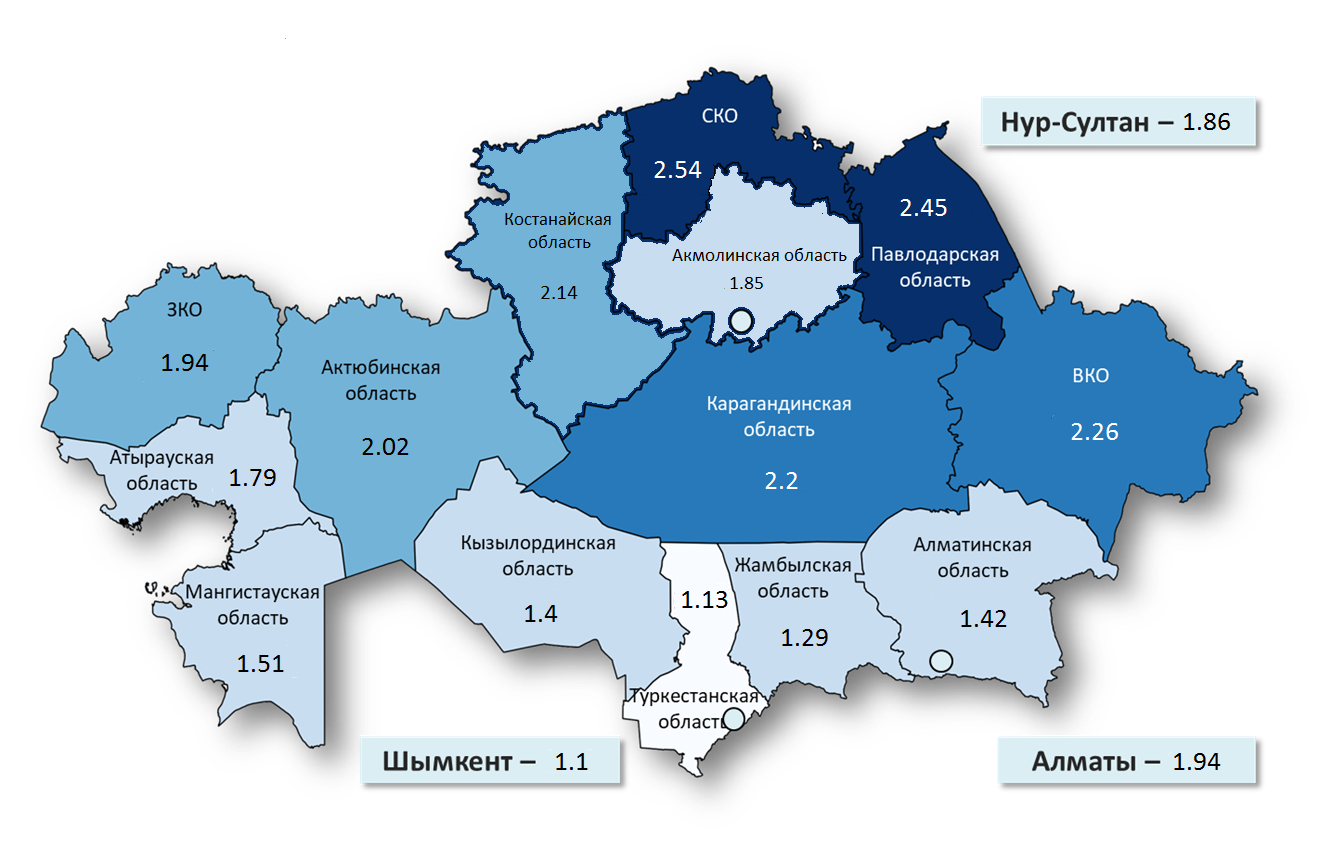 СКО
2.54
Нур-Султан – 1.86
Костанайская
область
2.14
Акмолинская область
1.85
2.45
Павлодарская
область
ЗКО
1.94
Актюбинская
область
2.02
Карагандинская
область
2.2
ВКО
2.26
Атырауская
область
1.79
Мангистауская
область
1.51
Кызылординская
область
1.4
1.13
Туркестанская
область
Жамбылская
область
1.29
Алматинская
область
1.42
Шымкент – 1.1
Алматы – 1.94